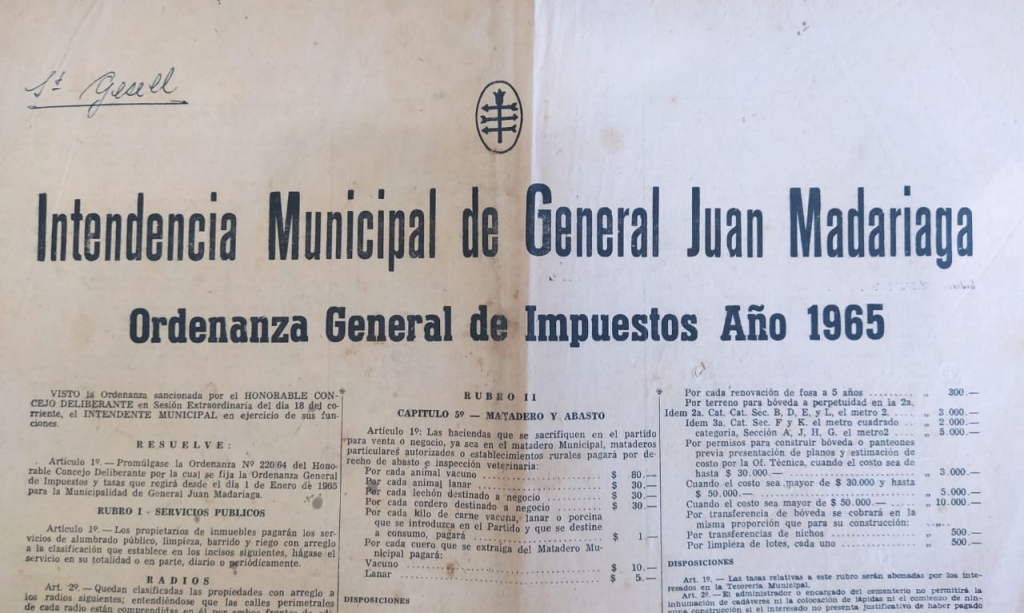 St Gesell
Intendencia Municipal de General Juan Madariaga
Ordenanza General de Impuestos Año 1965
VISTO la Ordenanza sancionada por el HONORABLE CON-
CEJO DELIBERANTE en Sesión Extraordinaria del día 18 del co-
rriente, el INTENDENTE MUNICIPAL en ejercicio de sus fun-
ciones.
RESUELVE:
Artículo 1º.— Promúlgase la Ordenanza Nº 220/64 del Hono-
rable Concejo Deliberante por la cual se fija la Ordenanza General
de Impuestos y tasas que regirá desde el día 1 de Enero de 1965
para la Municipalidad de General Juan Madariaga.
RUBRO I - SERVICIOS PUBLICOS
Artículo 1º.— Los propietarios de inmuebles pagarán los ser-
vicios de alumbrado público, limpieza, barrido y riego con arreglo
a la clasificación que establece en los incisos siguientes, hágase el
servicio en su totalidad o en parte, diario o periódicamente.
RADIOS
Art. 2º.— Quedan clasificadas las propiedades con arreglo a
los radios siguientes; entendiéndose que las calles perimetrales
de cada radio están comprendidas en él por ambos frentes de
RUBRO II
CAPITULO 5º — MATADERO Y ABASTO
Artículo 1º: Las haciendas que se sacrifiquen en el partido
para venta o negocio, ya sea en el matadero Municipal, mataderos
particulares autorizados o establecimientos rurales pagará por de-
recho de abasto e inspección veterinaria:
Por cada animal vacuno $ 80.—
Por cada animal lanar $ 30.—
Por cada lechón destinado a negocio $ 30.—
Por cada cordero destinado a negocio $ 30.—
Por cada kilo de carne vacuna, lanar o porcina
que se introduzca en el Partido y que se destine
a consumo, pagará $ 1.—
Por cada cuero que se extraiga del Matadero Mu-
nicipal pagará:
Vacuno $ 10.—
Lanar $ 5.—
DISPOSICIONES
Por cada renovación de fosa a 5 años ,, 300.—
Por terreno para bóveda a perpetuidad en la 2a.
Idem 2a. Cat. Cat. Sec. B, D, E, y L, el metro 2. ,, 3.000.—
Idem 3a. Cat. Sec. F y K. el metro cuadrado ,, 2.000.—
categoría, Sección A, J, H, G. el metro2 ,, 5.000.—
Por permisos para construir bóveda o panteones
previa presentación de planos y estimación de
costo por la Of. Técnica, cuando el costo sea de
hasta $ 30.000.— ,, 3.000.—
Cuando el costo sea mayor de $ 30.000 y hasta
$ 50.000.— ,, 5.000.—
Cuando el costo sea mayor de $ 50.000.— ,, 10.000.—
Por transferencia de bóveda se cobrará en la
misma proporción que para su construcción:
Por transferencias de nichos ,, 500.—
Por limpieza de lotes, cada uno ,, 500.—
DISPOSICIONES
Art. 1º.— Las tasas relativas a este rubro serán abonadas por los inte-
resados en la Tesorería Municipal.
Art. 2º.— El administrador o encargado del cementerio no permitirá la
inhumación de cadáveres ni la colocación de lápidas ni el comienzo de nin-
guna construcción si el interesado no presenta justificativo de haber pagado